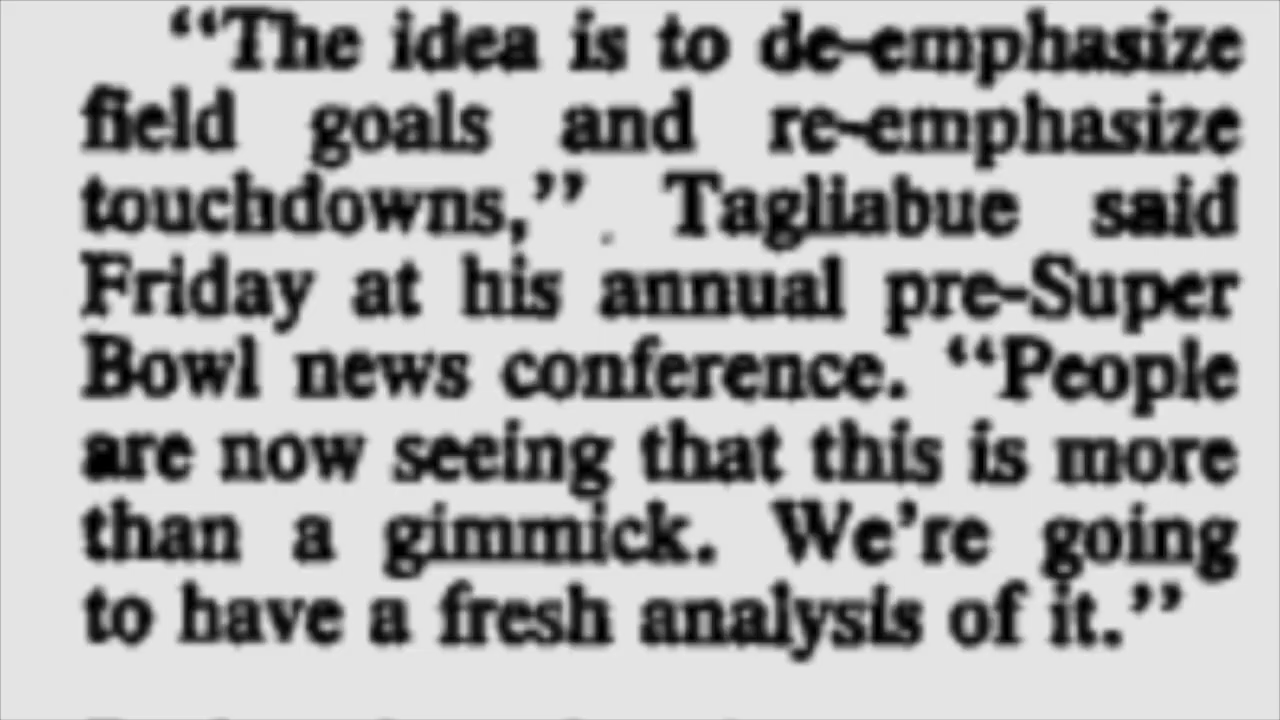 “The idea is to de-emphasize
field goals and re-emphasize
touchdowns,” Tagliabue said
Friday at his annual pre-Super
Bowl news conference. “People
are now seeing that this is more
than a gimmick. We’re going
to have a fresh analysis of it.”